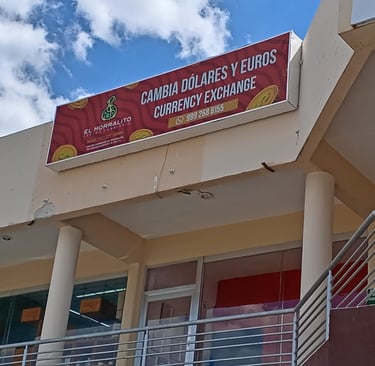 EL MORRALITO
CAMBIA DÓLARES Y EUROS
CURRENCY EXCHANGE
999 268 6155